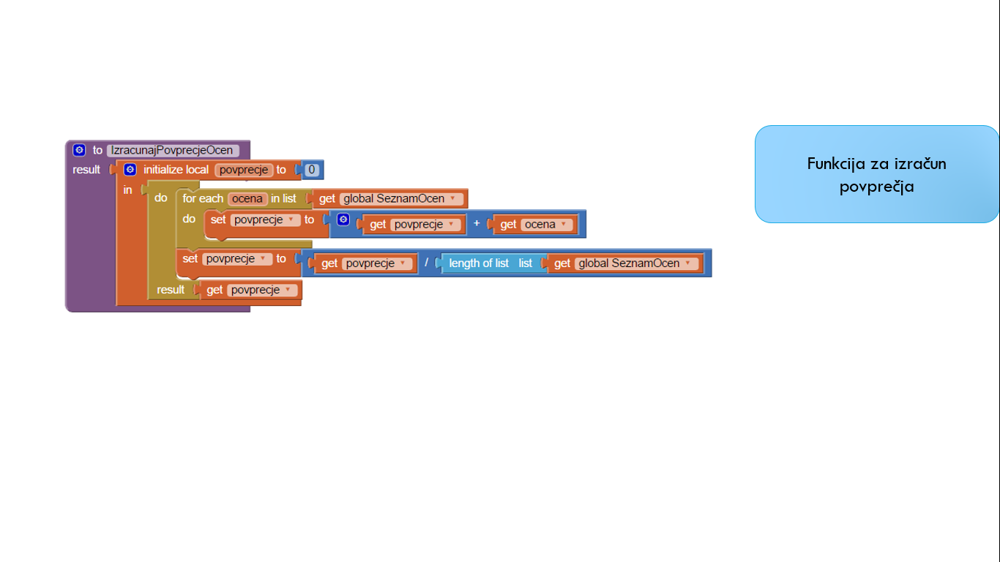 to IzracunajPovprecjeOcen
result initialize local povprecje to 0
in do for each ocena in list get global SeznamOcen
do set povprecje to get povprecje + get ocena
set povprecje to get povprecje / length of list list get global SeznamOcen
result get povprecje
Funkcija za izračun
povprečja